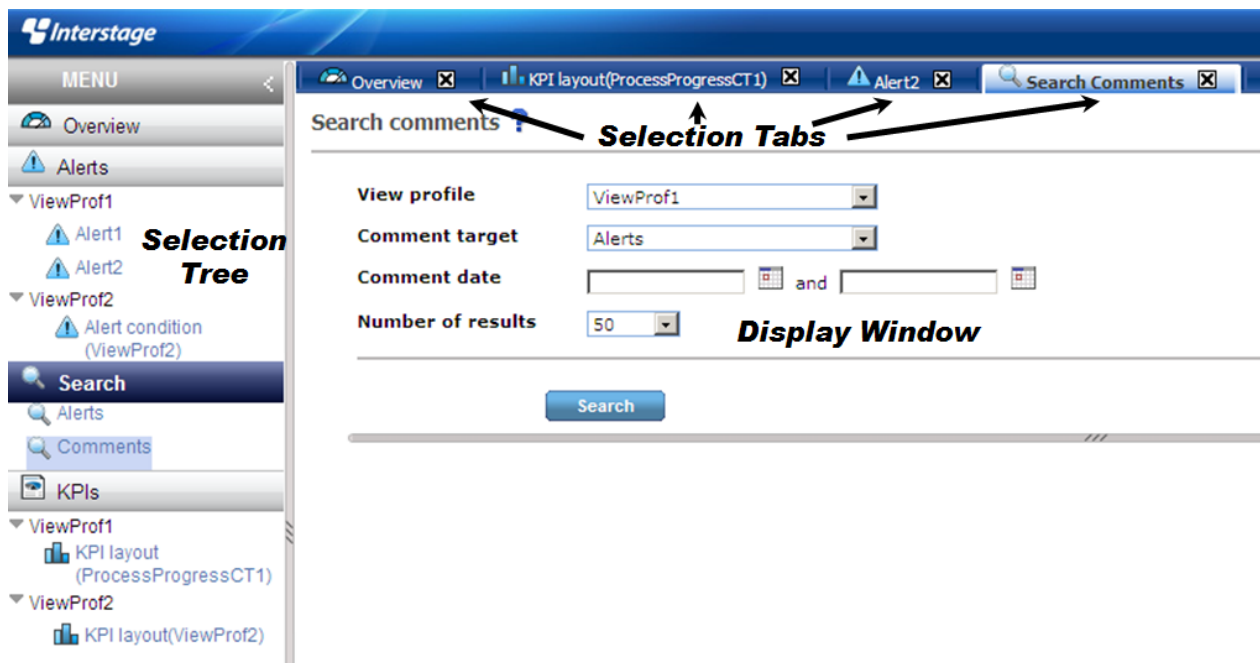 Interstage
MENU
Overview
Alerts
ViewProf1
Alert1
Alert2
ViewProf2
Alert condition
(ViewProf2)
Search
Alerts
Comments
KPIs
ViewProf1
KPI layout
(ProcessProgressCT1)
ViewProf2
KPI layout(ViewProf2)
Selection
Tree
Overview
KPI layout(ProcessProgressCT1)
Alert2
Search Comments
Search comments ?
Selection Tabs
View profile
ViewProf1
Comment target
Alerts
Comment date
and
Number of results
50
Display Window
Search